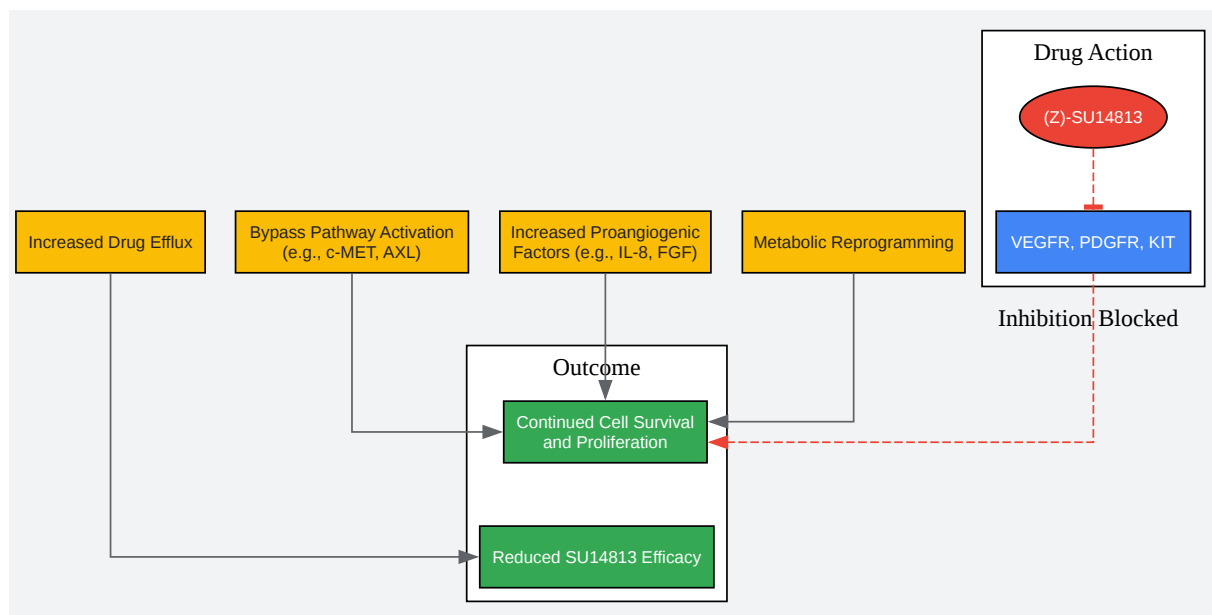 Drug Action
(Z)-SU14813
Increased Drug Efflux
Bypass Pathway Activation
(e.g., c-MET, AXL)
Increased Proangiogenic
Factors (e.g., IL-8, FGF)
Metabolic Reprogramming
VEGFR, PDGFR, KIT
Inhibition Blocked
Outcome
Continued Cell Survival
and Proliferation
Reduced SU14813 Efficacy